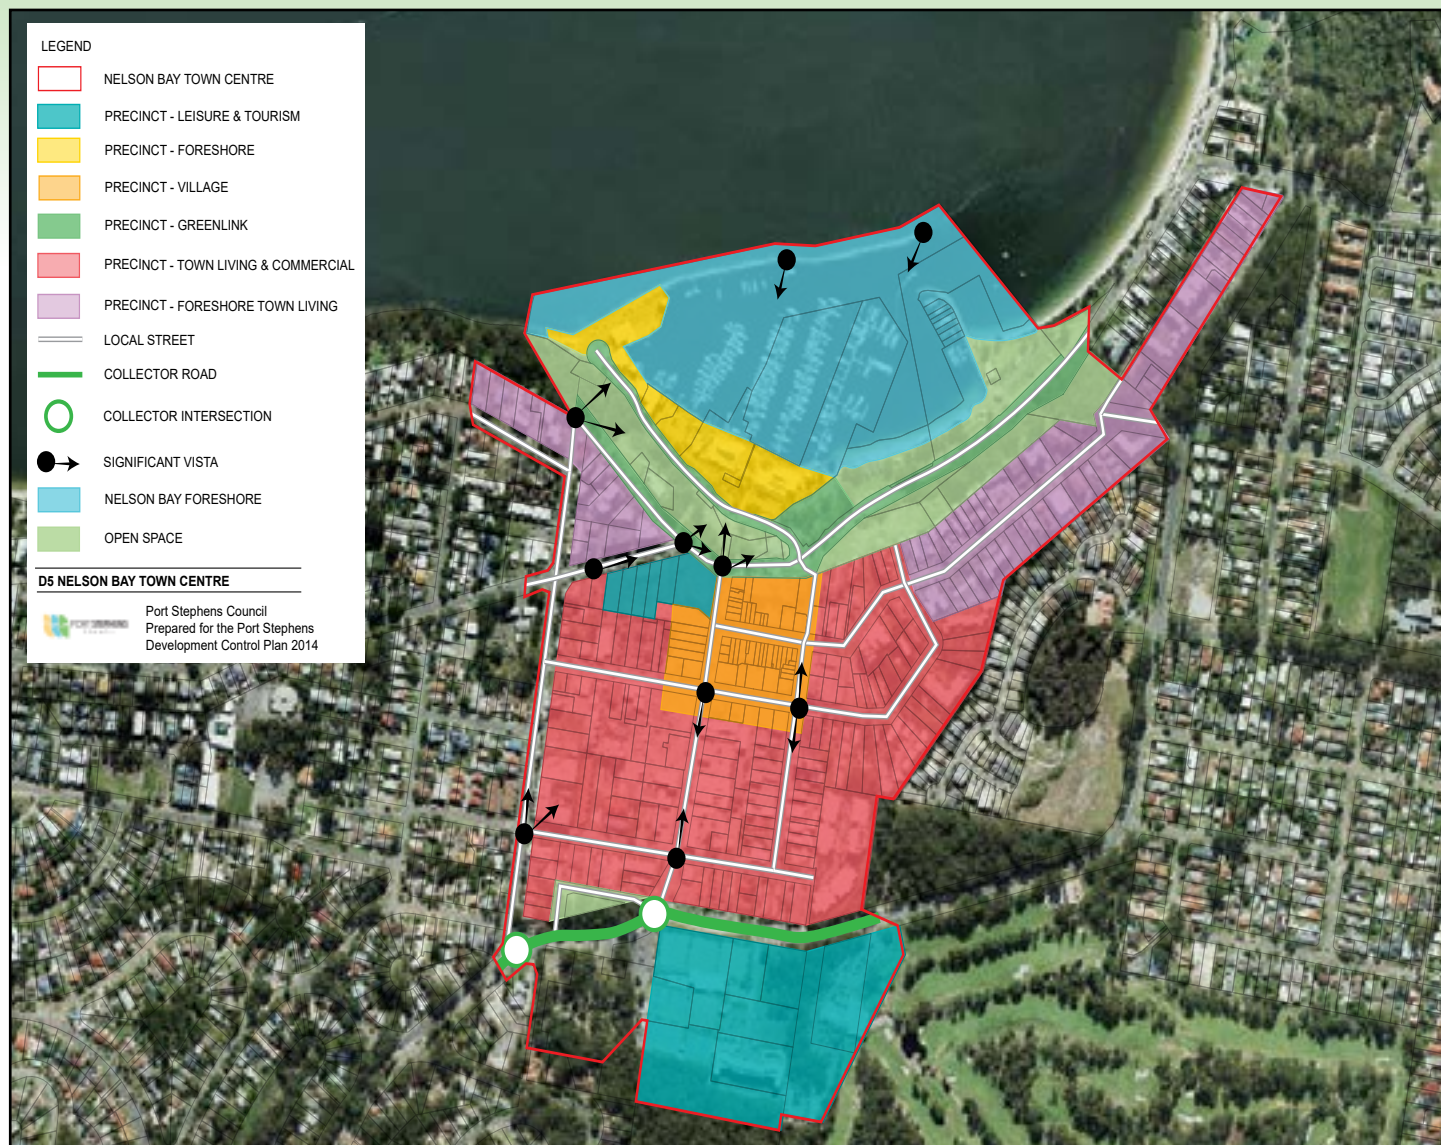 LEGEND
NELSON BAY TOWN CENTRE
PRECINCT - LEISURE & TOURISM
PRECINCT - FORESHORE
PRECINCT - VILLAGE
PRECINCT - GREENLINK
PRECINCT - TOWN LIVING & COMMERCIAL
PRECINCT - FORESHORE TOWN LIVING
LOCAL STREET
COLLECTOR ROAD
COLLECTOR INTERSECTION
SIGNIFICANT VISTA
NELSON BAY FORESHORE
OPEN SPACE
D5 NELSON BAY TOWN CENTRE
PORT STEPHENS
Port Stephens Council
Prepared for the Port Stephens
Development Control Plan 2014